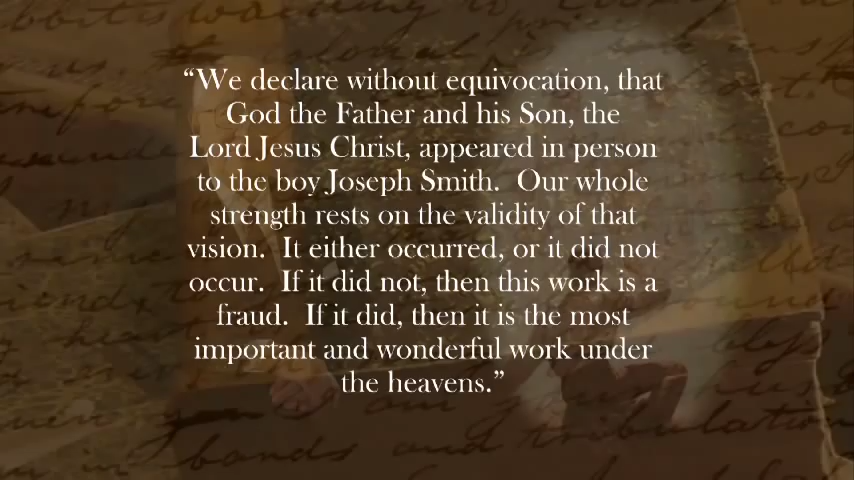 “We declare without equivocation, that
God the Father and his Son, the
Lord Jesus Christ, appeared in person
to the boy Joseph Smith. Our whole
strength rests on the validity of that
vision. It either occurred, or it did not
occur. If it did not, then this work is a
fraud. If it did, then it is the most
important and wonderful work under
the heavens.”
bonds and tribulation